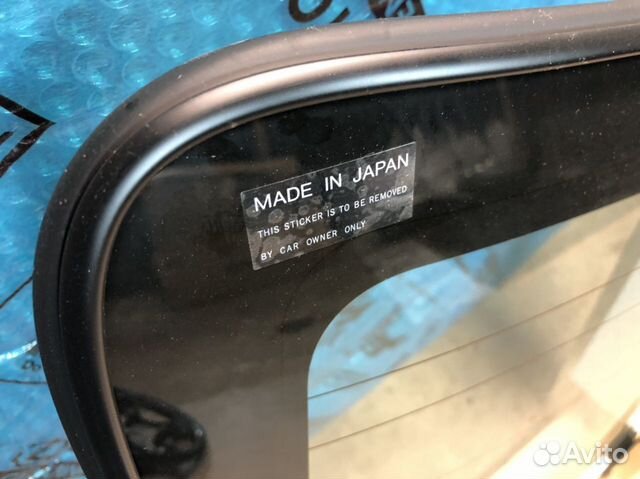 MADE IN JAPAN
THIS STICKER IS TO BE REMOVED
BY CAR OWNER ONLY
Avito